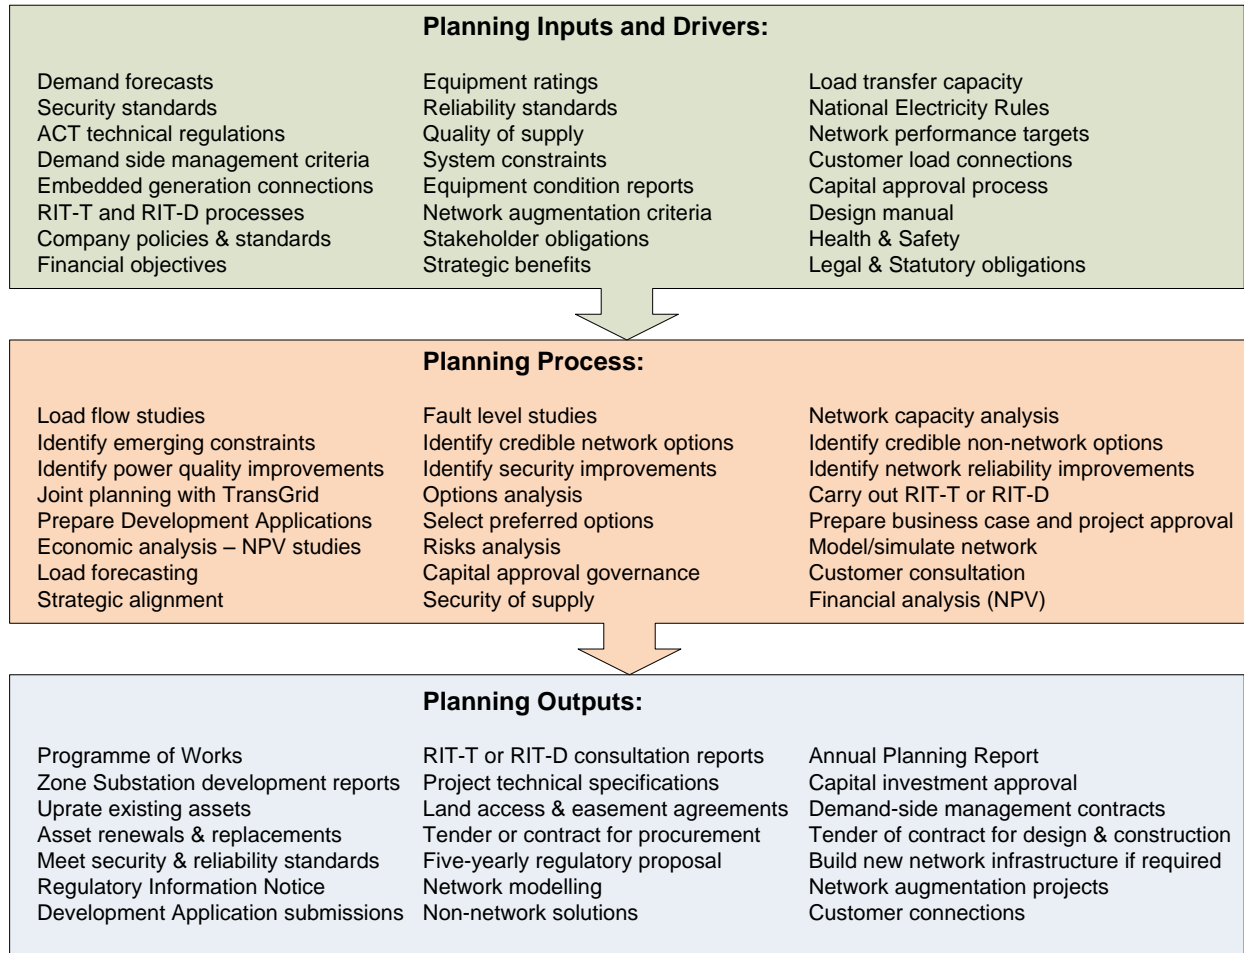 Planning Inputs and Drivers:
Demand forecasts Equipment ratings Load transfer capacity
Security standards Reliability standards National Electricity Rules
ACT technical regulations Quality of supply Network performance targets
Demand side management criteria System constraints Customer load connections
Embedded generation connections Equipment condition reports Capital approval process
RIT-T and RIT-D processes Network augmentation criteria Design manual
Company policies & standards Stakeholder obligations Health & Safety
Financial objectives Strategic benefits Legal & Statutory obligations
Planning Process:
Load flow studies Fault level studies Network capacity analysis
Identify emerging constraints Identify credible network options Identify credible non-network options
Identify power quality improvements Identify security improvements Identify network reliability improvements
Joint planning with TransGrid Options analysis Carry out RIT-T or RIT-D
Prepare Development Applications Select preferred options Prepare business case and project approval
Economic analysis – NPV studies Risks analysis Model/simulate network
Load forecasting Capital approval governance Customer consultation
Strategic alignment Security of supply Financial analysis (NPV)
Planning Outputs:
Programme of Works RIT-T or RIT-D consultation reports Annual Planning Report
Zone Substation development reports Project technical specifications Capital investment approval
Uprate existing assets Land access & easement agreements Demand-side management contracts
Asset renewals & replacements Tender or contract for procurement Tender of contract for design & construction
Meet security & reliability standards Five-yearly regulatory proposal Build new network infrastructure if required
Regulatory Information Notice Network modelling Network augmentation projects
Development Application submissions Non-network solutions Customer connections